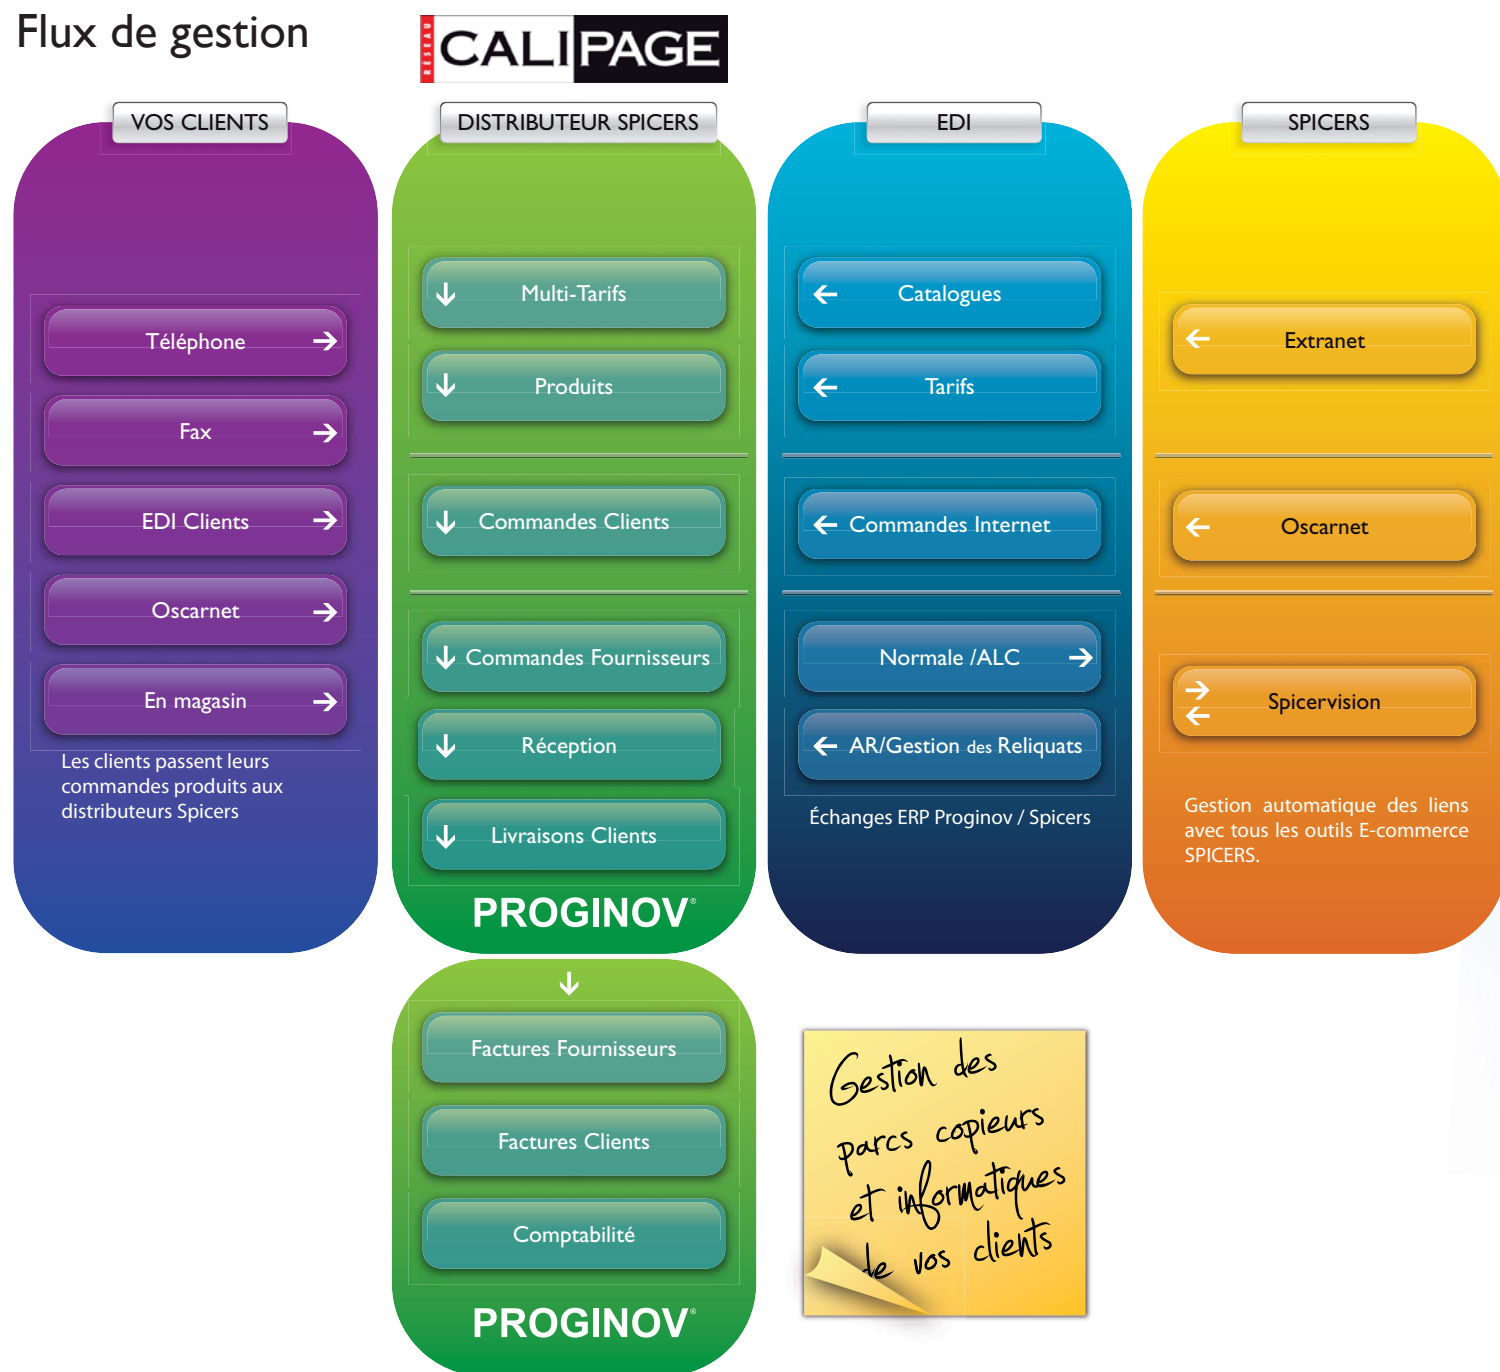 Flux de gestion
RÉSEAU
CALIPAGE
VOS CLIENTS
Téléphone
Fax
EDI Clients
Oscarnet
En magasin
Les clients passent leurs
commandes produits aux
distributeurs Spicers
DISTRIBUTEUR SPICERS
Multi-Tarifs
Produits
Commandes Clients
Commandes Fournisseurs
Réception
Livraisons Clients
PROGINOV®
Factures Fournisseurs
Factures Clients
Comptabilité
PROGINOV®
EDI
Catalogues
Tarifs
Commandes Internet
Normale /ALC
AR/Gestion des Reliquats
Échanges ERP Proginov / Spicers
SPICERS
Extranet
Oscarnet
Spicervision
Gestion automatique des liens
avec tous les outils E-commerce
SPICERS.
Gestion des
parcs copieurs
et informatiques
de vos clients